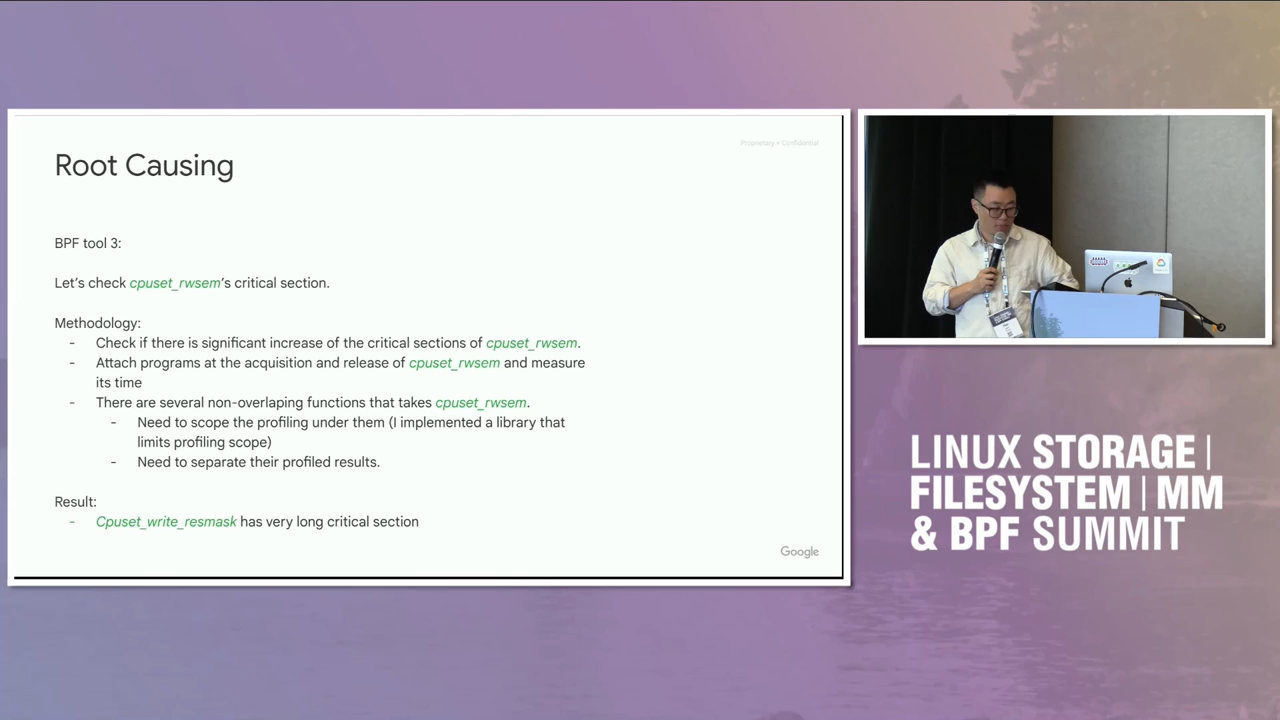 Proprietary + Confidential
Root Causing
BPF tool 3:
Let's check cpuset_rwsem's critical section.
Methodology:
- Check if there is significant increase of the critical sections of cpuset_rwsem.
- Attach programs at the acquisition and release of cpuset_rwsem and measure
its time
- There are several non-overlaping functions that takes cpuset_rwsem.
- Need to scope the profiling under them (I implemented a library that
limits profiling scope)
- Need to separate their profiled results.
Result:
- Cpuset_write_resmask has very long critical section
Google
LINUX STORAGE |
FILESYSTEM | MM
& BPF SUMMIT